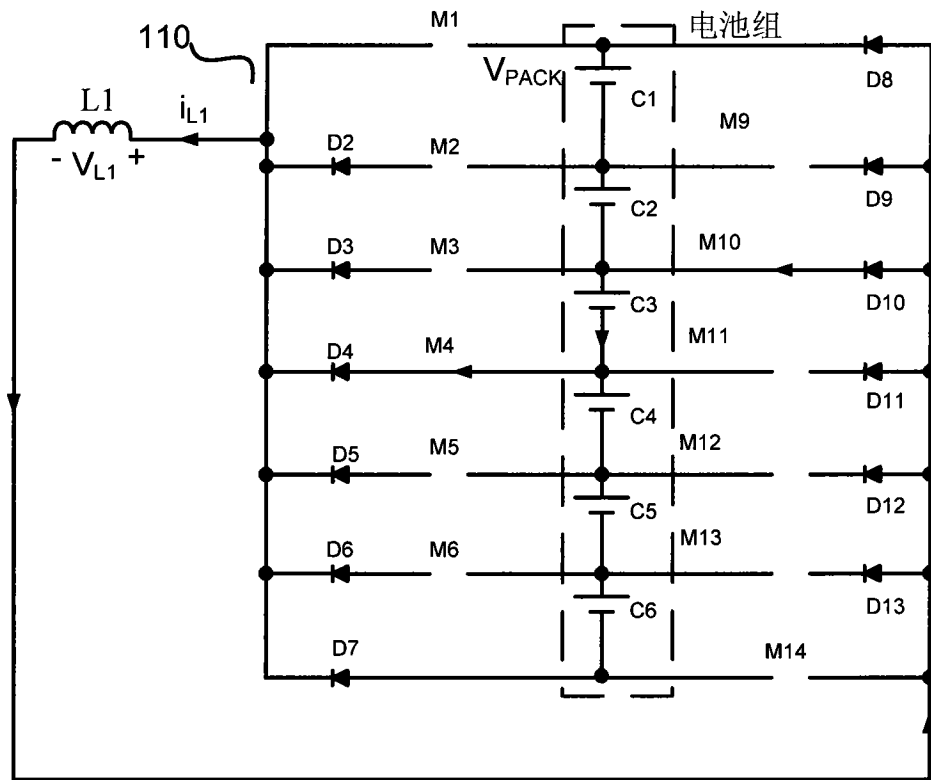 M1
电池组
110
V_PACK
C1
D8
L1
i_L1
M9
- V_L1 +
D2
M2
C2
D9
D3
M3
M10
C3
D10
D4
M4
M11
C4
D11
D5
M5
M12
C5
D12
D6
M6
M13
C6
D13
D7
M14